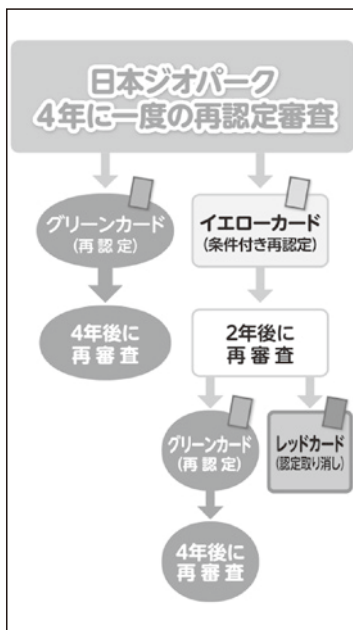 日本ジオパーク
4年に一度の再認定審査
グリーンカード
(再認定)
イエローカード
(条件付き再認定)
4年後に
再審査
2年後に
再審査
グリーンカード
(再認定)
レッドカード
(認定取り消し)
4年後に
再審査